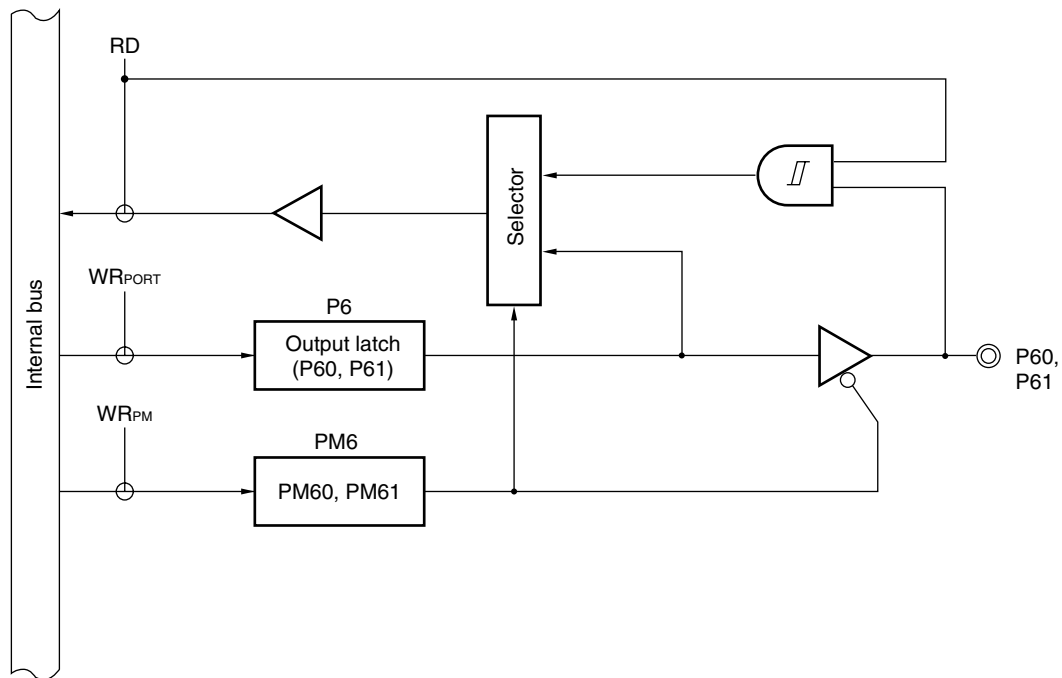 RD
Selector
WRPORT
P6
Output latch
(P60, P61)
P60,
P61
Internal bus
WRPM
PM6
PM60, PM61